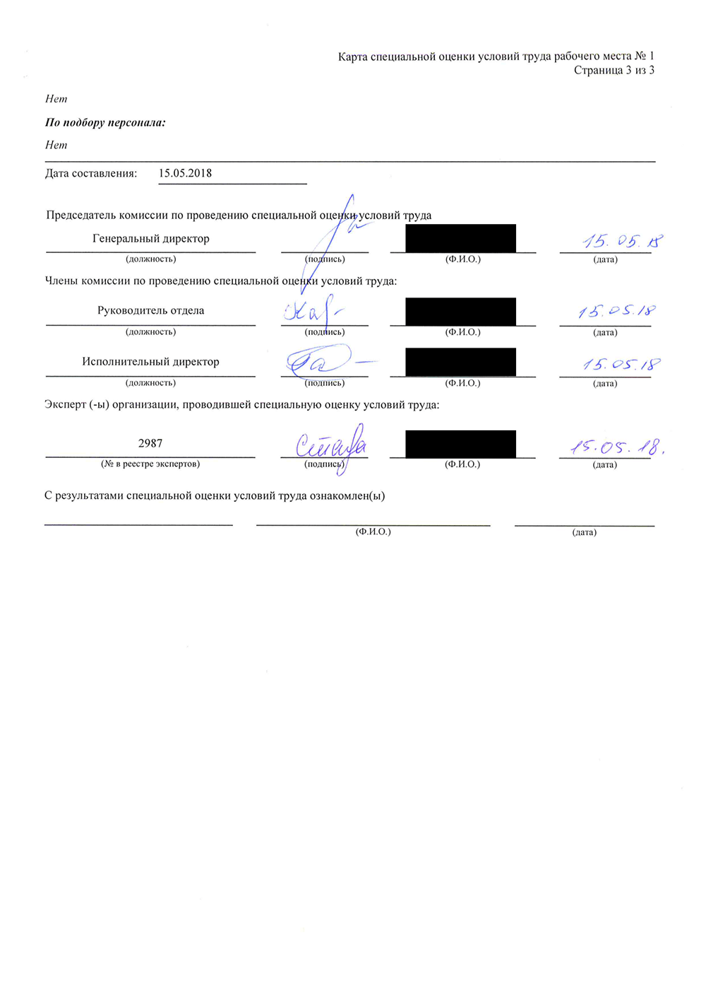 Карта специальной оценки условий труда рабочего места № 1
Страница 3 из 3
Нет
По подбору персонала:
Нет
Дата составления: 15.05.2018
Председатель комиссии по проведению специальной оценки условий труда
Генеральный директор 15.05.18
(должность) (подпись) (Ф.И.О.) (дата)
Члены комиссии по проведению специальной оценки условий труда:
Руководитель отдела 15.05.18
(должность) (подпись) (Ф.И.О.) (дата)
Исполнительный директор 15.05.18
(должность) (подпись) (Ф.И.О.) (дата)
Эксперт (-ы) организации, проводившей специальную оценку условий труда:
2987 15.05.18.
(№ в реестре экспертов) (подпись) (Ф.И.О.) (дата)
С результатами специальной оценки условий труда ознакомлен(ы)
(Ф.И.О.) (дата)